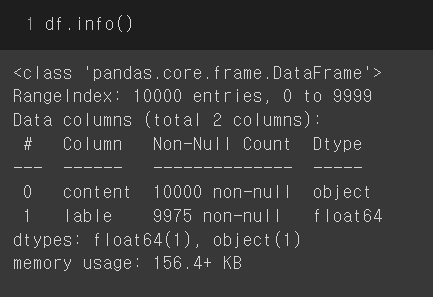 1 df.info()
<class 'pandas.core.frame.DataFrame'>
RangeIndex: 10000 entries, 0 to 9999
Data columns (total 2 columns):
 #   Column   Non-Null Count  Dtype
---  ------   --------------  -----
 0   content  10000 non-null  object
 1   lable    9975 non-null   float64
dtypes: float64(1), object(1)
memory usage: 156.4+ KB